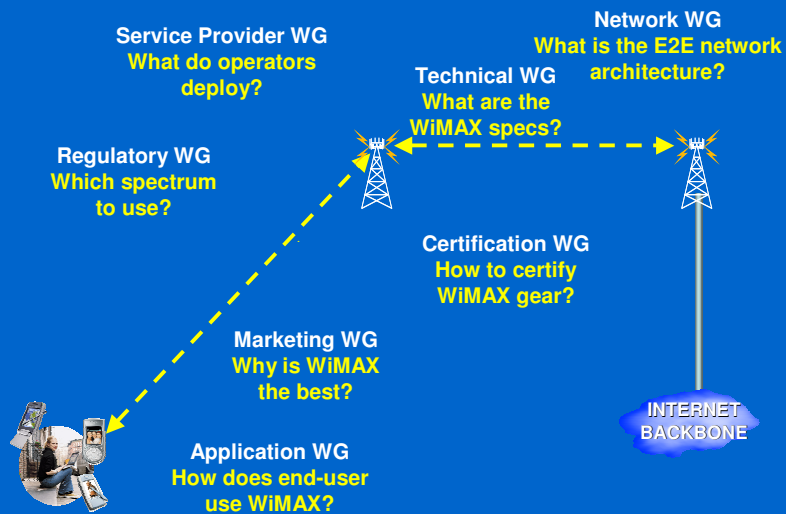 Service Provider WG
What do operators
deploy?
Network WG
What is the E2E network
architecture?
Technical WG
What are the
WiMAX specs?
Regulatory WG
Which spectrum
to use?
Certification WG
How to certify
WiMAX gear?
Marketing WG
Why is WiMAX
the best?
INTERNET
BACKBONE
Application WG
How does end-user
use WiMAX?